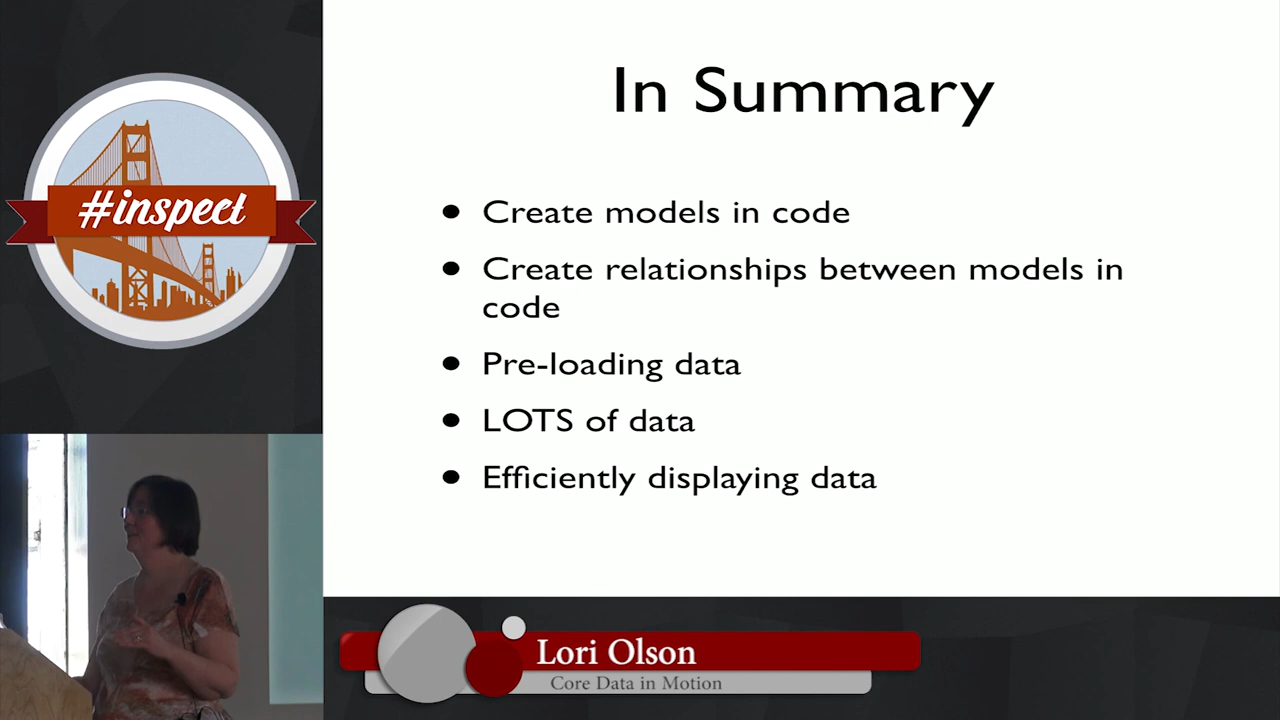 #inspect
In Summary
• Create models in code
• Create relationships between models in
code
• Pre-loading data
• LOTS of data
• Efficiently displaying data
Lori Olson
Core Data in Motion